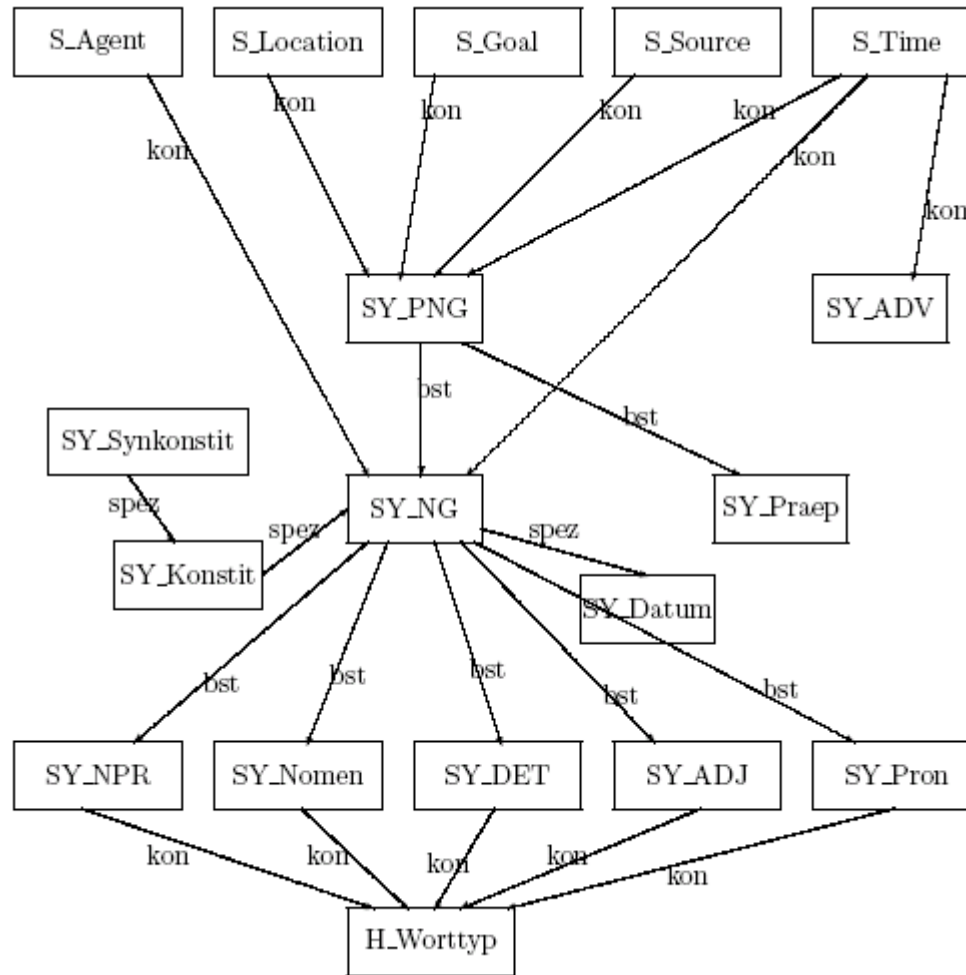 S_Agent S_Location S_Goal S_Source S_Time
kon kon kon kon
kon kon
kon
SY_PNG SY_ADV
bst
bst
SY_Synkonstit
spez SY_NG SY_Praep
spez spez
SY_Konstit
SY_Datum
bst bst bst bst bst
SY_NPR SY_Nomen SY_DET SY_ADJ SY_Pron
kon kon kon kon kon
H_Worttyp